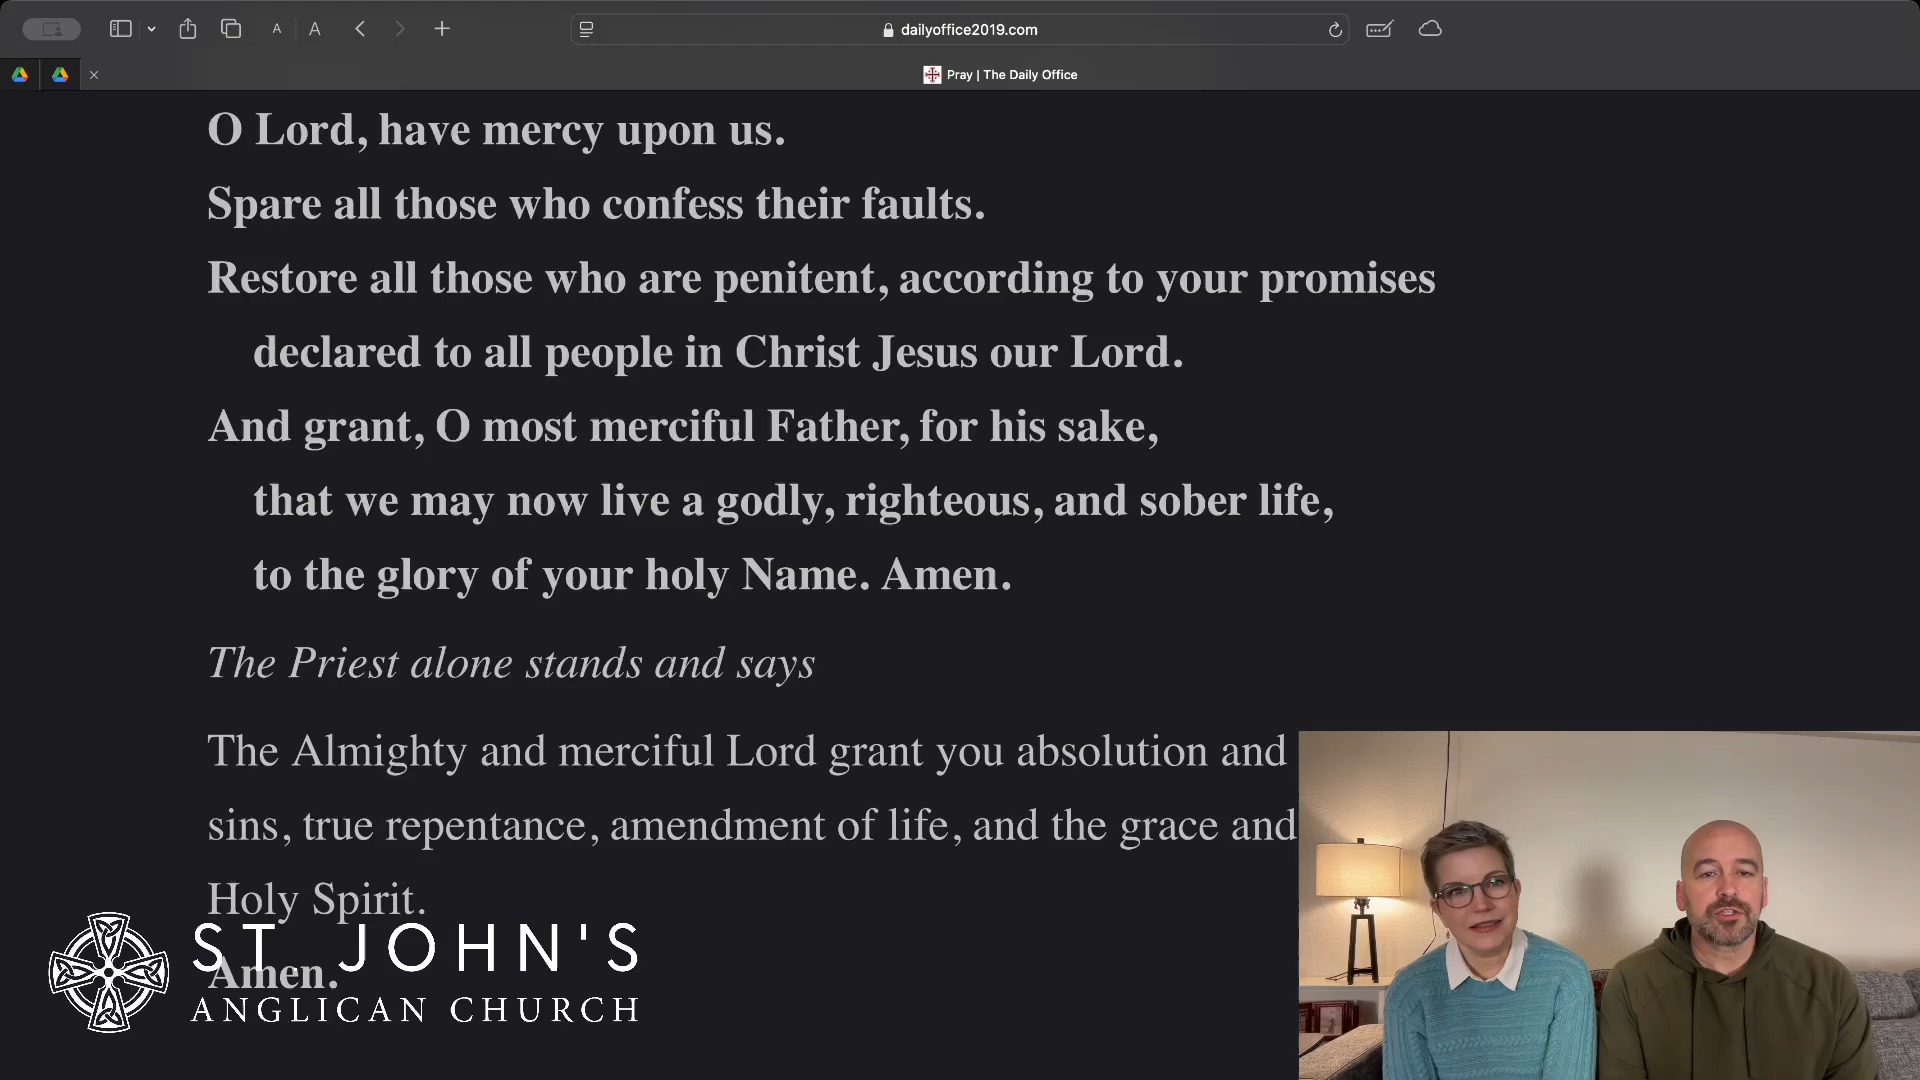 A A
dailyoffice2019.com
Pray | The Daily Office
O Lord, have mercy upon us.
Spare all those who confess their faults.
Restore all those who are penitent, according to your promises
declared to all people in Christ Jesus our Lord.
And grant, O most merciful Father, for his sake,
that we may now live a godly, righteous, and sober life,
to the glory of your holy Name. Amen.
The Priest alone stands and says
The Almighty and merciful Lord grant you absolution and
sins, true repentance, amendment of life, and the grace and
Holy Spirit.
Amen.
ST JOHN'S
ANGLICAN CHURCH